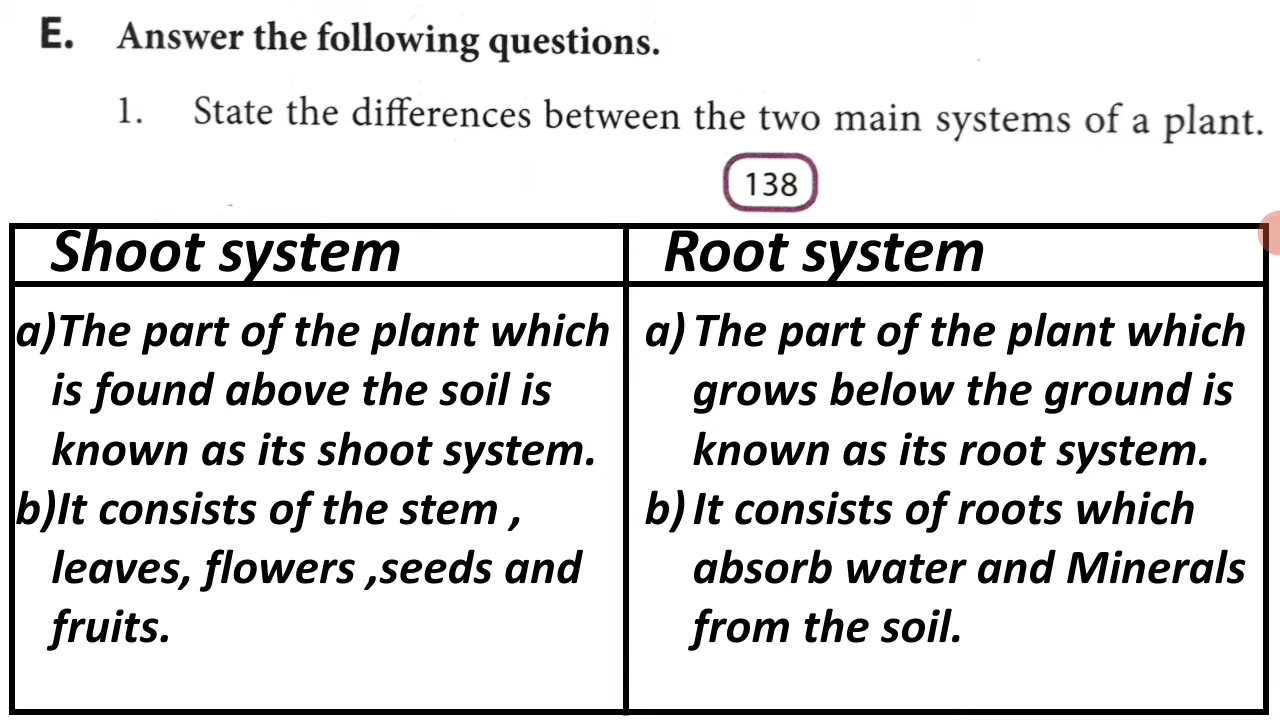 E. Answer the following questions.
1. State the differences between the two main systems of a plant.
138
Shoot system
Root system
a)The part of the plant which
is found above the soil is
known as its shoot system.
b)It consists of the stem ,
leaves, flowers ,seeds and
fruits.
a) The part of the plant which
grows below the ground is
known as its root system.
b) It consists of roots which
absorb water and Minerals
from the soil.